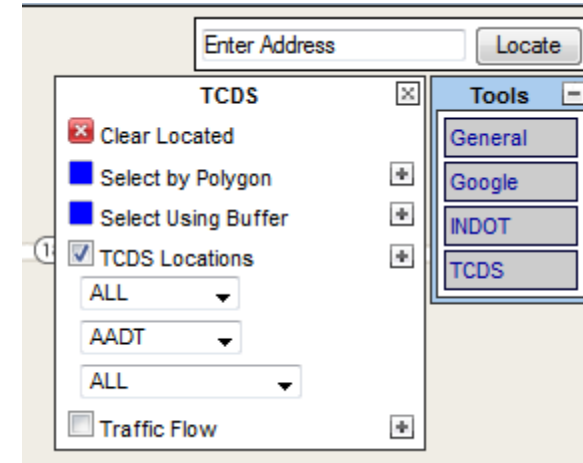 Enter Address
Locate
TCDS
Clear Located
Select by Polygon
Select Using Buffer
TCDS Locations
ALL
AADT
ALL
Traffic Flow
Tools
General
Google
INDOT
TCDS